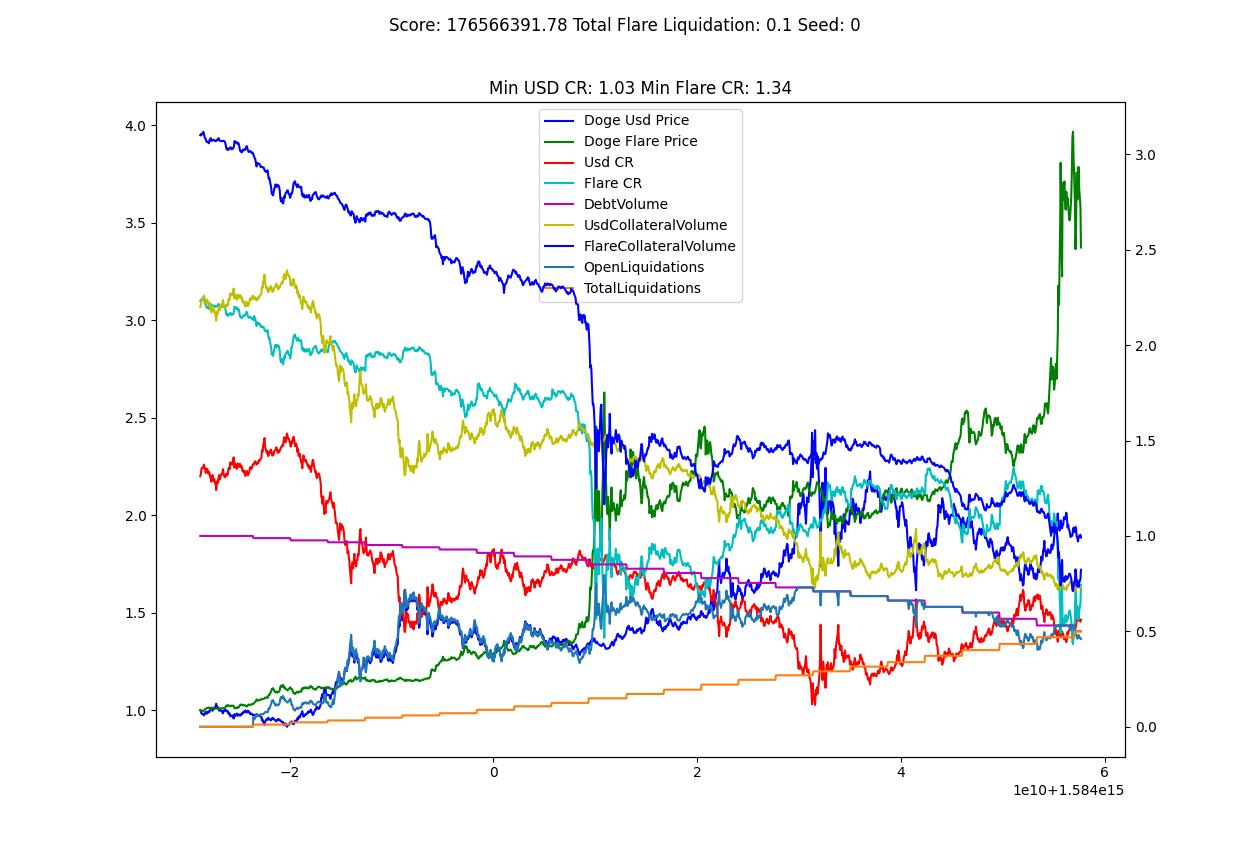 Score: 176566391.78 Total Flare Liquidation: 0.1 Seed: 0
Min USD CR: 1.03 Min Flare CR: 1.34
Doge Usd Price
Doge Flare Price
Usd CR
Flare CR
DebtVolume
UsdCollateralVolume
FlareCollateralVolume
OpenLiquidations
TotalLiquidations
4.0
3.5
3.0
2.5
2.0
1.5
1.0
3.0
2.5
2.0
1.5
1.0
0.5
0.0
−2
0
2
4
6
1e10+1.584e15